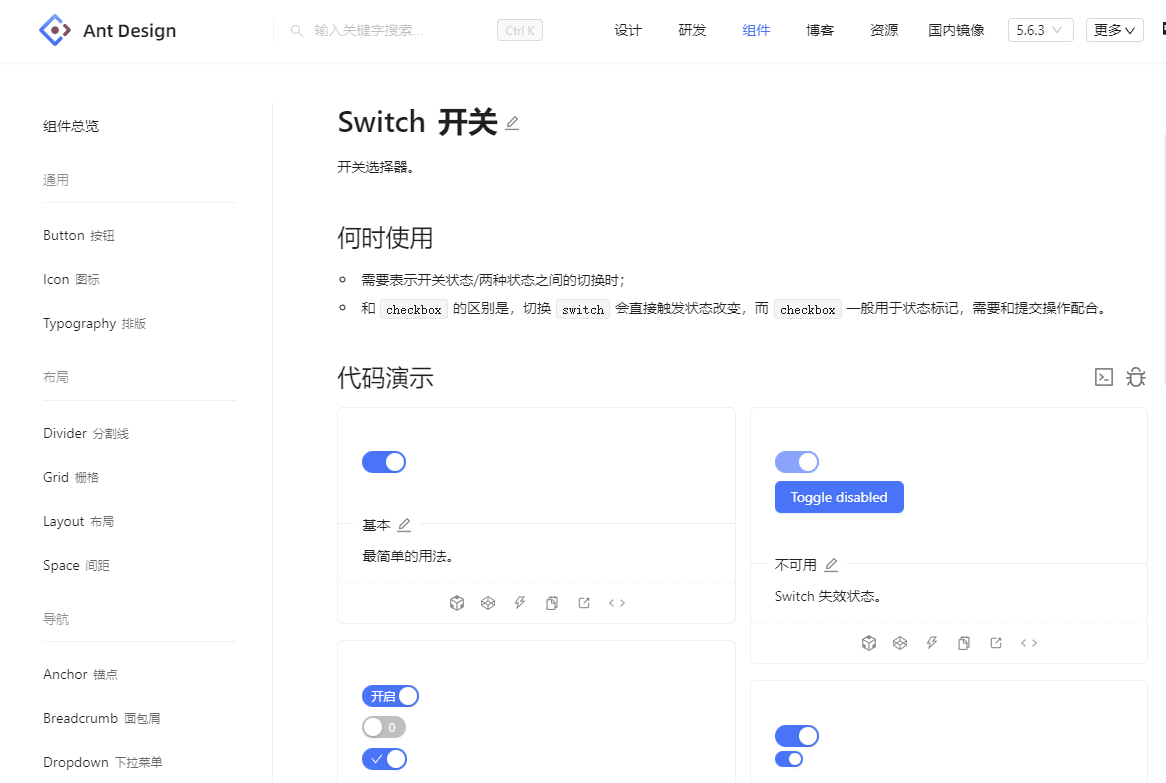 Ant Design
输入关键字搜索...
Ctrl K
设计
研发
组件
博客
资源
国内镜像
5.6.3
更多
组件总览
通用
Button 按钮
Icon 图标
Typography 排版
布局
Divider 分割线
Grid 栅格
Layout 布局
Space 间距
导航
Anchor 锚点
Breadcrumb 面包屑
Dropdown 下拉菜单
Switch 开关
开关选择器。
何时使用
需要表示开关状态/两种状态之间的切换时；
和 checkbox 的区别是，切换 switch 会直接触发状态改变，而 checkbox 一般用于状态标记，需要和提交操作配合。
代码演示
基本
最简单的用法。
Toggle disabled
不可用
Switch 失效状态。
开启
0